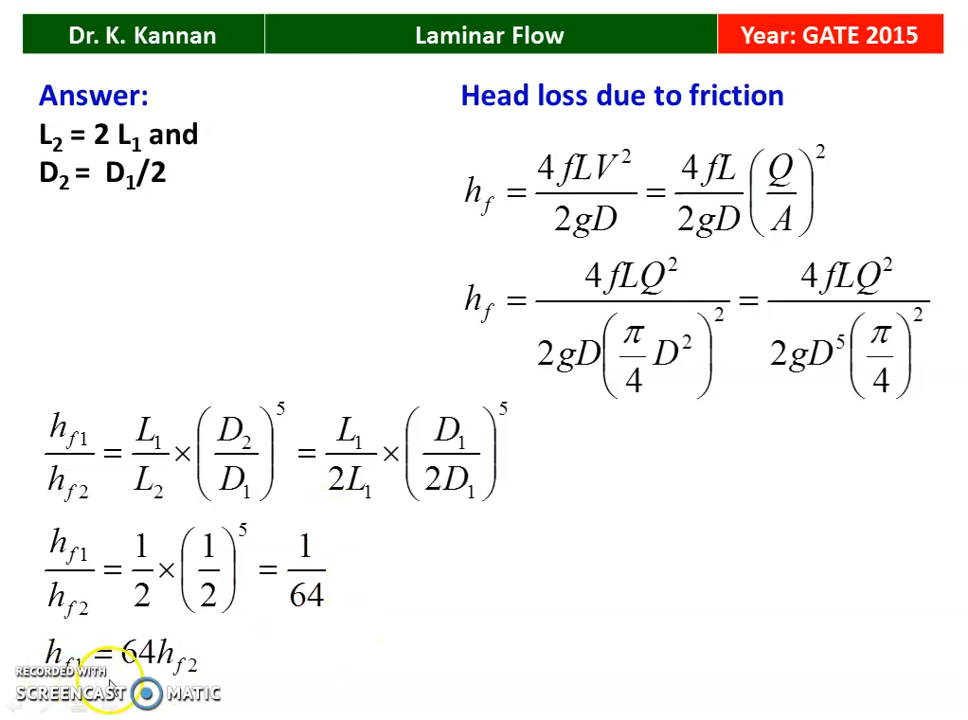 Dr. K. Kannan
Laminar Flow
Year: GATE 2015
Answer:
L₂ = 2 L₁ and
D₂ = D₁/2
Head loss due to friction
h_f = 4fLV²/2gD = 4fL/2gD (Q/A)²
h_f = 4fLQ²/2gD(π/4 D²)² = 4fLQ²/2gD⁵(π/4)²
h_f1/h_f2 = L₁/L₂ × (D₂/D₁)⁵ = L₁/2L₁ × (D₁/2D₁)⁵
h_f1/h_f2 = 1/2 × (1/2)⁵ = 1/64
h_f1 = 64h_f2
RECORDED WITH
SCREENCAST MATIC